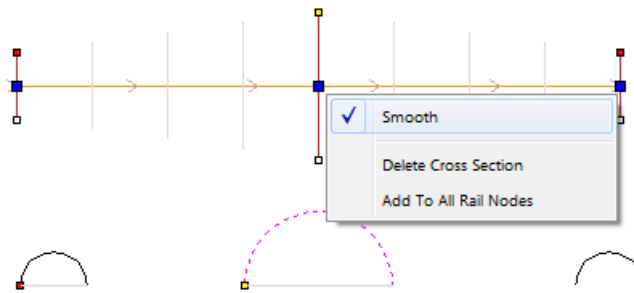 Smooth
Delete Cross Section
Add To All Rail Nodes